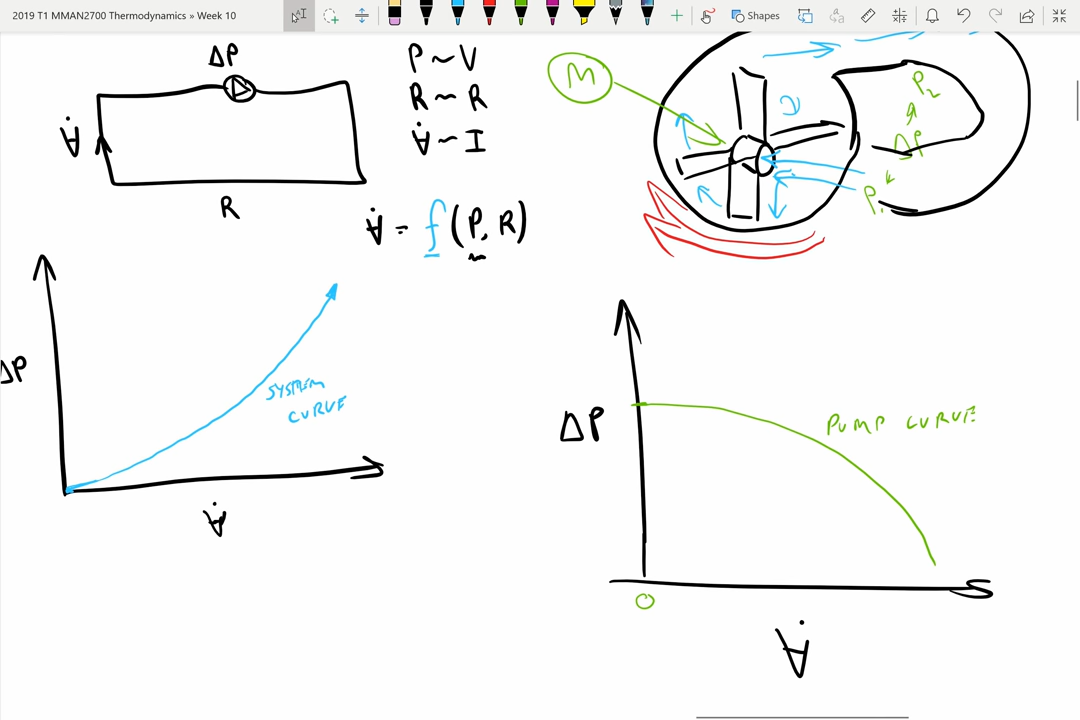 2019 T1 MMAN2700 Thermodynamics » Week 10
Shapes
ΔP
P ~ V
R ~ R
V̇ ~ I
V̇
R
V̇ = f(P, R)
M
D
P₂
ΔP
P₁
ΔP
SYSTEM
CURVE
V̇
ΔP
PUMP CURVE
0
V̇